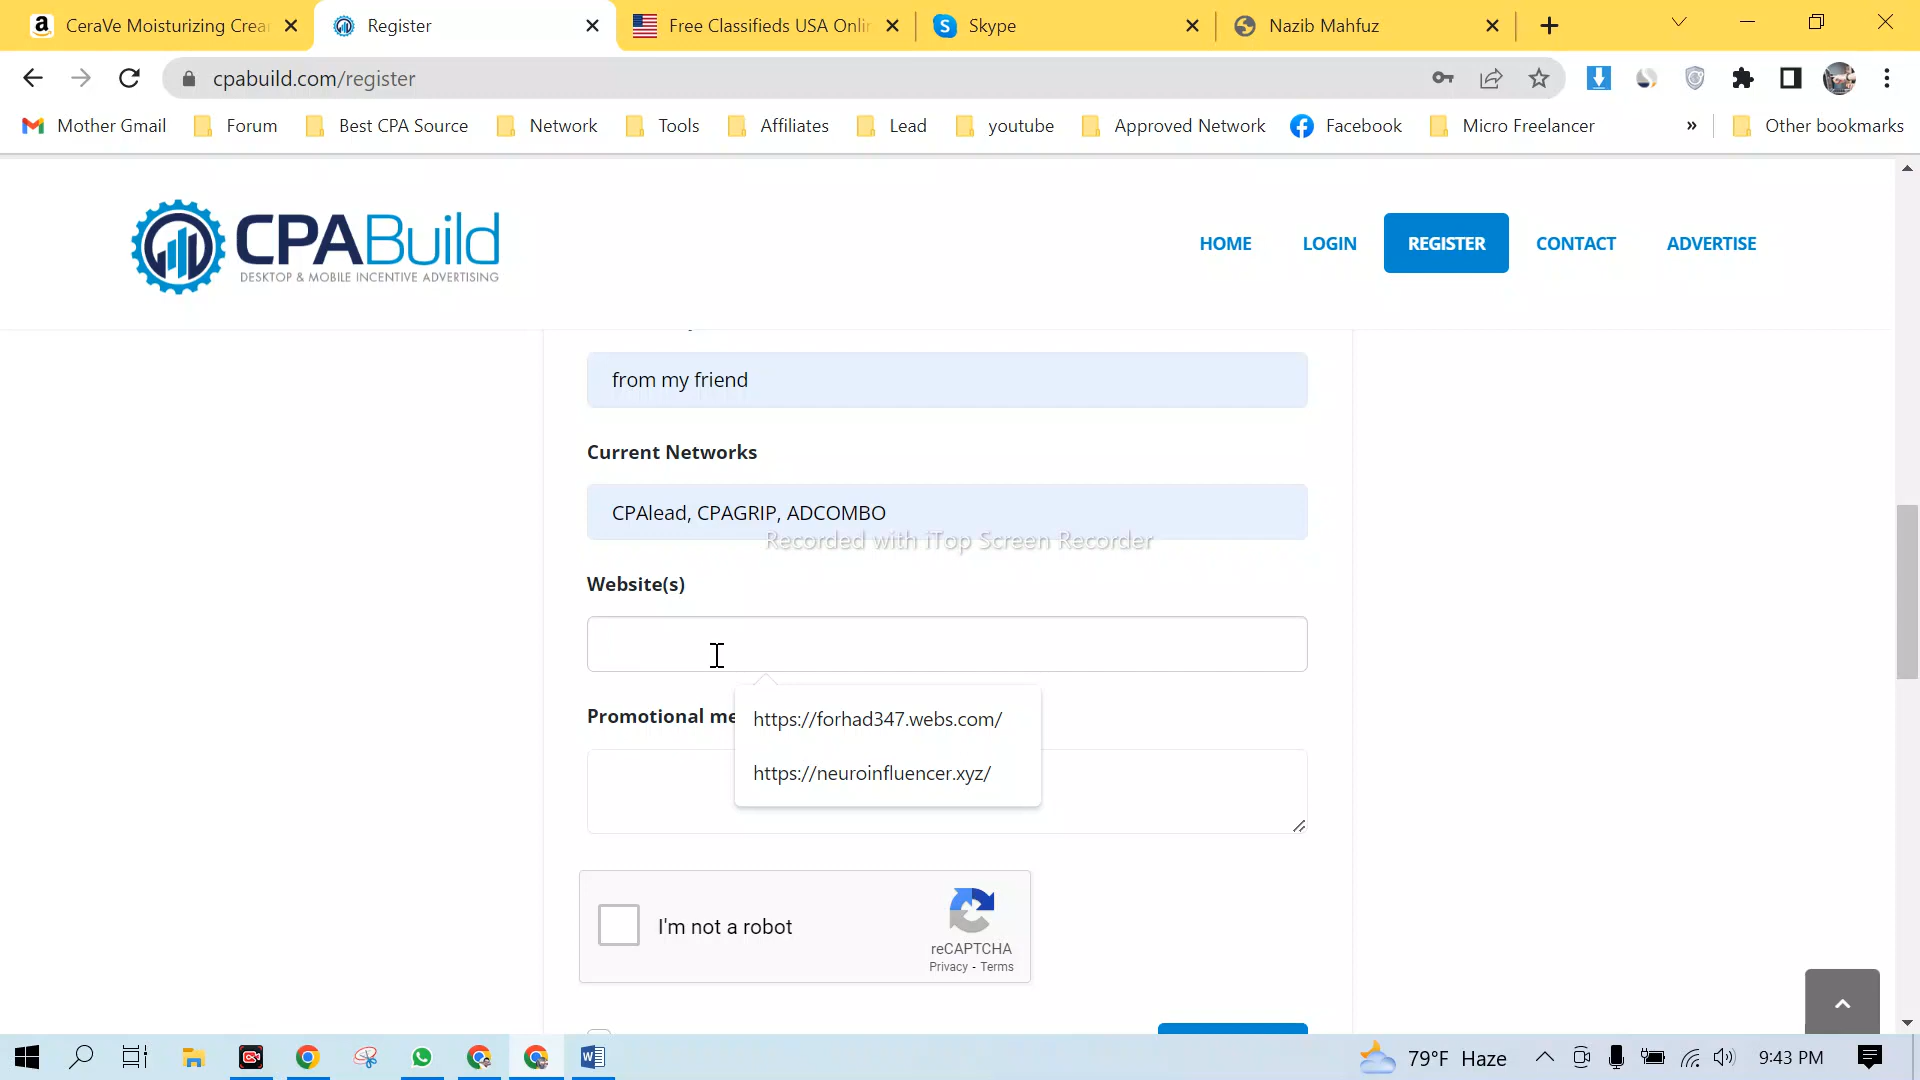 CeraVe Moisturizing Crea
Register
Free Classifieds USA Onli
Skype
Nazib Mahfuz
cpabuild.com/register
Mother Gmail
Forum
Best CPA Source
Network
Tools
Affiliates
Lead
youtube
Approved Network
Facebook
Micro Freelancer
»
Other bookmarks
CPABuild
DESKTOP & MOBILE INCENTIVE ADVERTISING
HOME
LOGIN
REGISTER
CONTACT
ADVERTISE
from my friend
Current Networks
CPAlead, CPAGRIP, ADCOMBO
Recorded with iTop Screen Recorder
Website(s)
https://forhad347.webs.com/
Promotional me
https://neuroinfluencer.xyz/
I'm not a robot
reCAPTCHA
Privacy - Terms
79°F Haze
9:43 PM